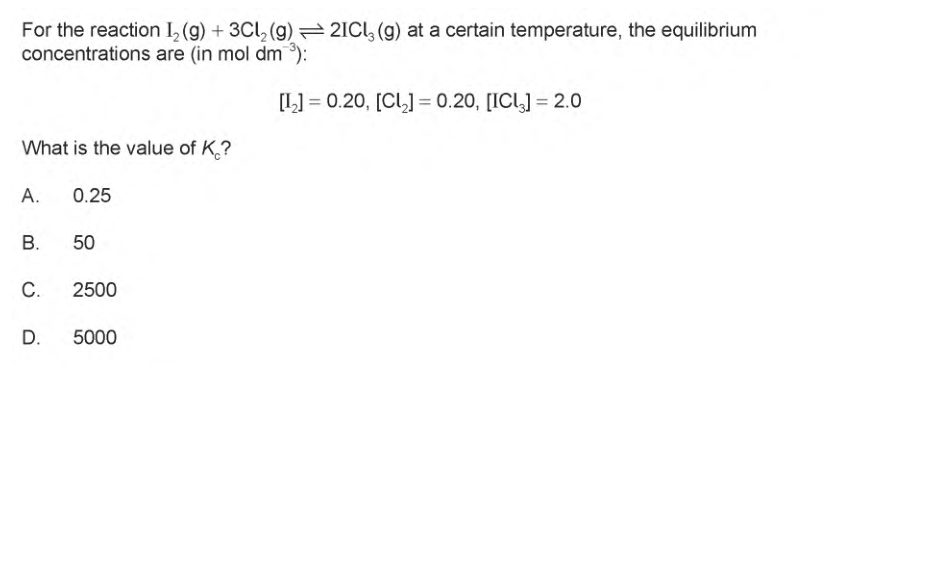 For the reaction I₂(g) + 3Cl₂(g) ⇌ 2ICl₃(g) at a certain temperature, the equilibrium
concentrations are (in mol dm⁻³):
[I₂] = 0.20, [Cl₂] = 0.20, [ICl₃] = 2.0
What is the value of K꜀?
A. 0.25
B. 50
C. 2500
D. 5000